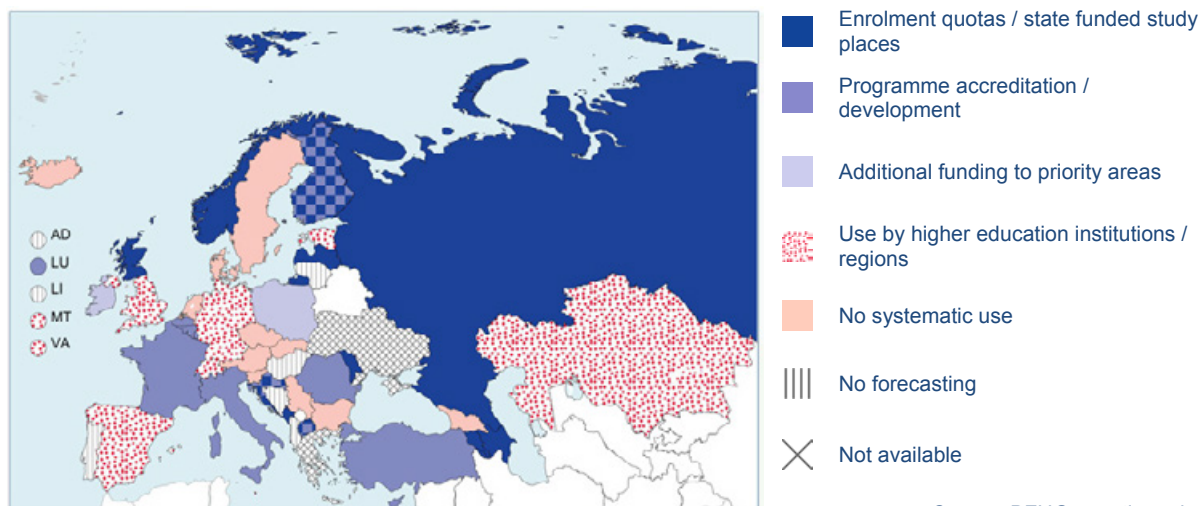 Enrolment quotas / state funded study
places
Programme accreditation /
development
Additional funding to priority areas
Use by higher education institutions /
regions
No systematic use
No forecasting
Not available
AD
LU
LI
MT
VA